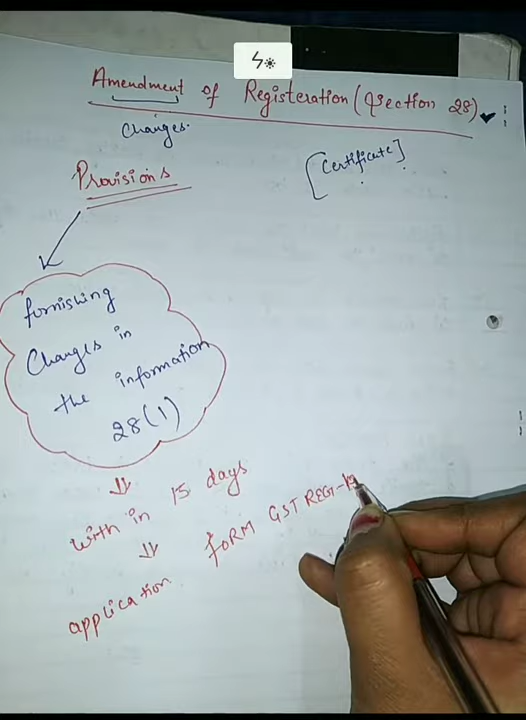 Amendment of Registeration (Section 28)
Changes.
[Certificate]
Provisions
furnishing
Changes in
the information
28(1)
with in 15 days
application FORM GST REG-1